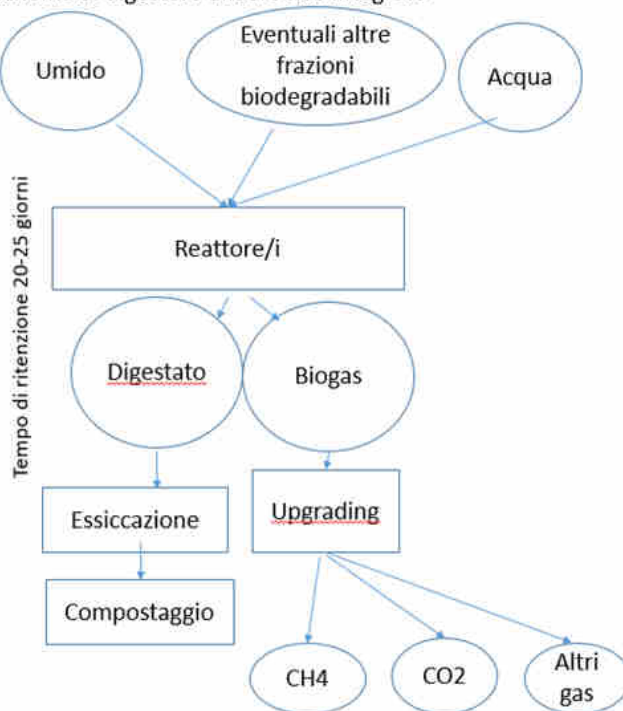 Umido
Eventuali altre
frazioni
biodegradabili
Acqua
Tempo di ritenzione 20-25 giorni
Reattore/i
Digestato
Biogas
Essiccazione
Upgrading
Compostaggio
CH4
CO2
Altri
gas